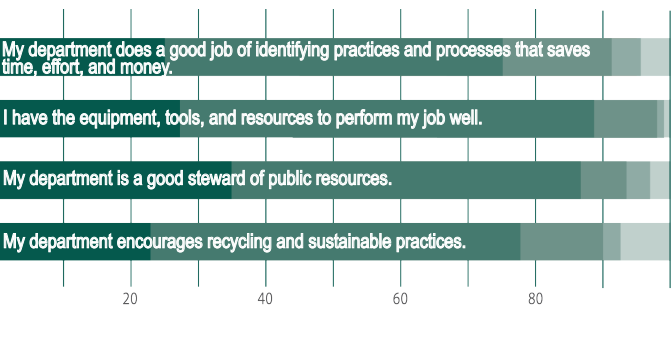 My department does a good job of identifying practices and processes that saves
time, effort, and money.
I have the equipment, tools, and resources to perform my job well.
My department is a good steward of public resources.
My department encourages recycling and sustainable practices.
20 40 60 80